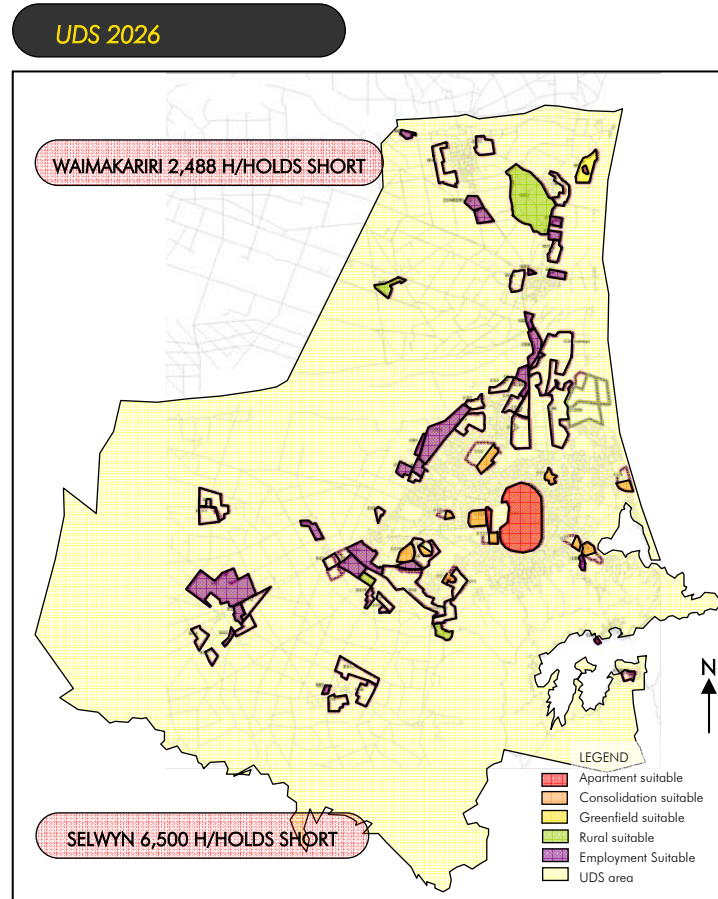 UDS 2026
WAIMAKARIRI 2,488 H/HOLDS SHORT
N
LEGEND
Apartment suitable
Consolidation suitable
Greenfield suitable
Rural suitable
Employment Suitable
UDS area
SELWYN 6,500 H/HOLDS SHORT